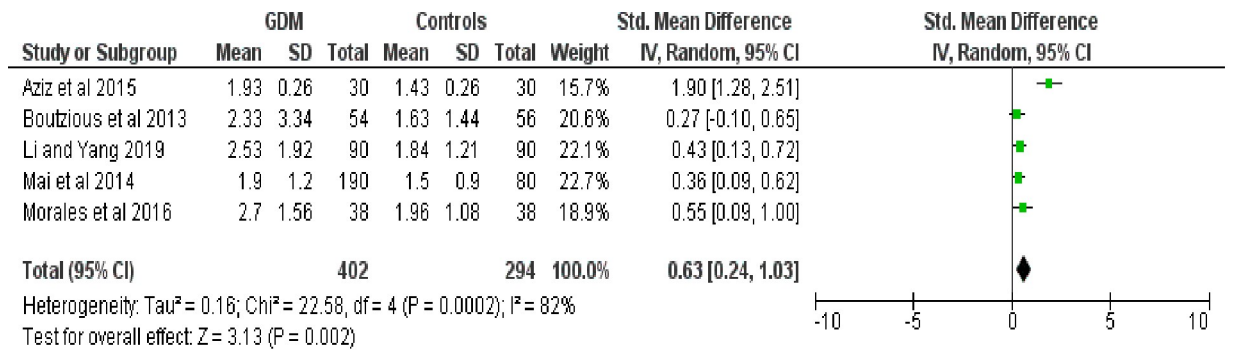 GDM Controls Std. Mean Difference Std. Mean Difference
Study or Subgroup Mean SD Total Mean SD Total Weight IV, Random, 95% CI IV, Random, 95% CI
Aziz et al 2015 1.93 0.26 30 1.43 0.26 30 15.7% 1.90 [1.28, 2.51]
Boutzious et al 2013 2.33 3.34 54 1.63 1.44 56 20.6% 0.27 [-0.10, 0.65]
Li and Yang 2019 2.53 1.92 90 1.84 1.21 90 22.1% 0.43 [0.13, 0.72]
Mai et al 2014 1.9 1.2 190 1.5 0.9 80 22.7% 0.36 [0.09, 0.62]
Morales et al 2016 2.7 1.56 38 1.96 1.08 38 18.9% 0.55 [0.09, 1.00]
Total (95% CI) 402 294 100.0% 0.63 [0.24, 1.03]
Heterogeneity: Tau² = 0.16; Chi² = 22.58, df = 4 (P = 0.0002); I² = 82%
Test for overall effect: Z = 3.13 (P = 0.002)
-10 -5 0 5 10